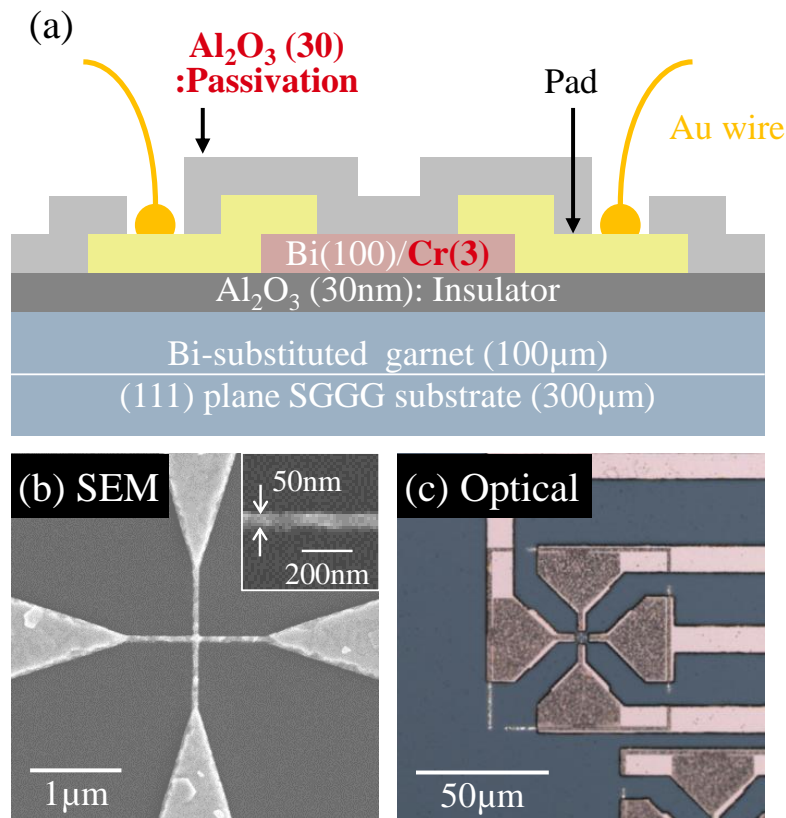 (a)
Al₂O₃ (30)
:Passivation
Pad
Au wire
Bi(100)/Cr(3)
Al₂O₃ (30nm): Insulator
Bi-substituted garnet (100μm)
(111) plane SGGG substrate (300μm)
(b) SEM
50nm
200nm
1μm
(c) Optical
50μm